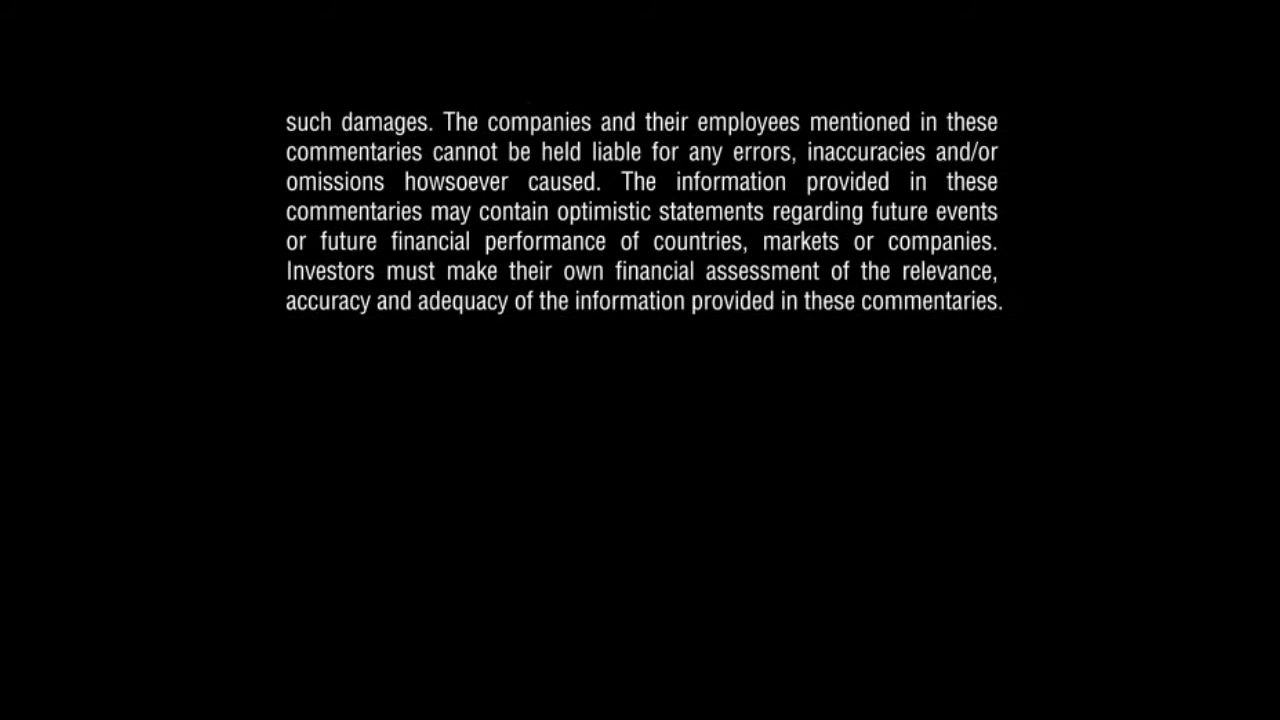 such damages. The companies and their employees mentioned in these
commentaries cannot be held liable for any errors, inaccuracies and/or
omissions howsoever caused. The information provided in these
commentaries may contain optimistic statements regarding future events
or future financial performance of countries, markets or companies.
Investors must make their own financial assessment of the relevance,
accuracy and adequacy of the information provided in these commentaries.